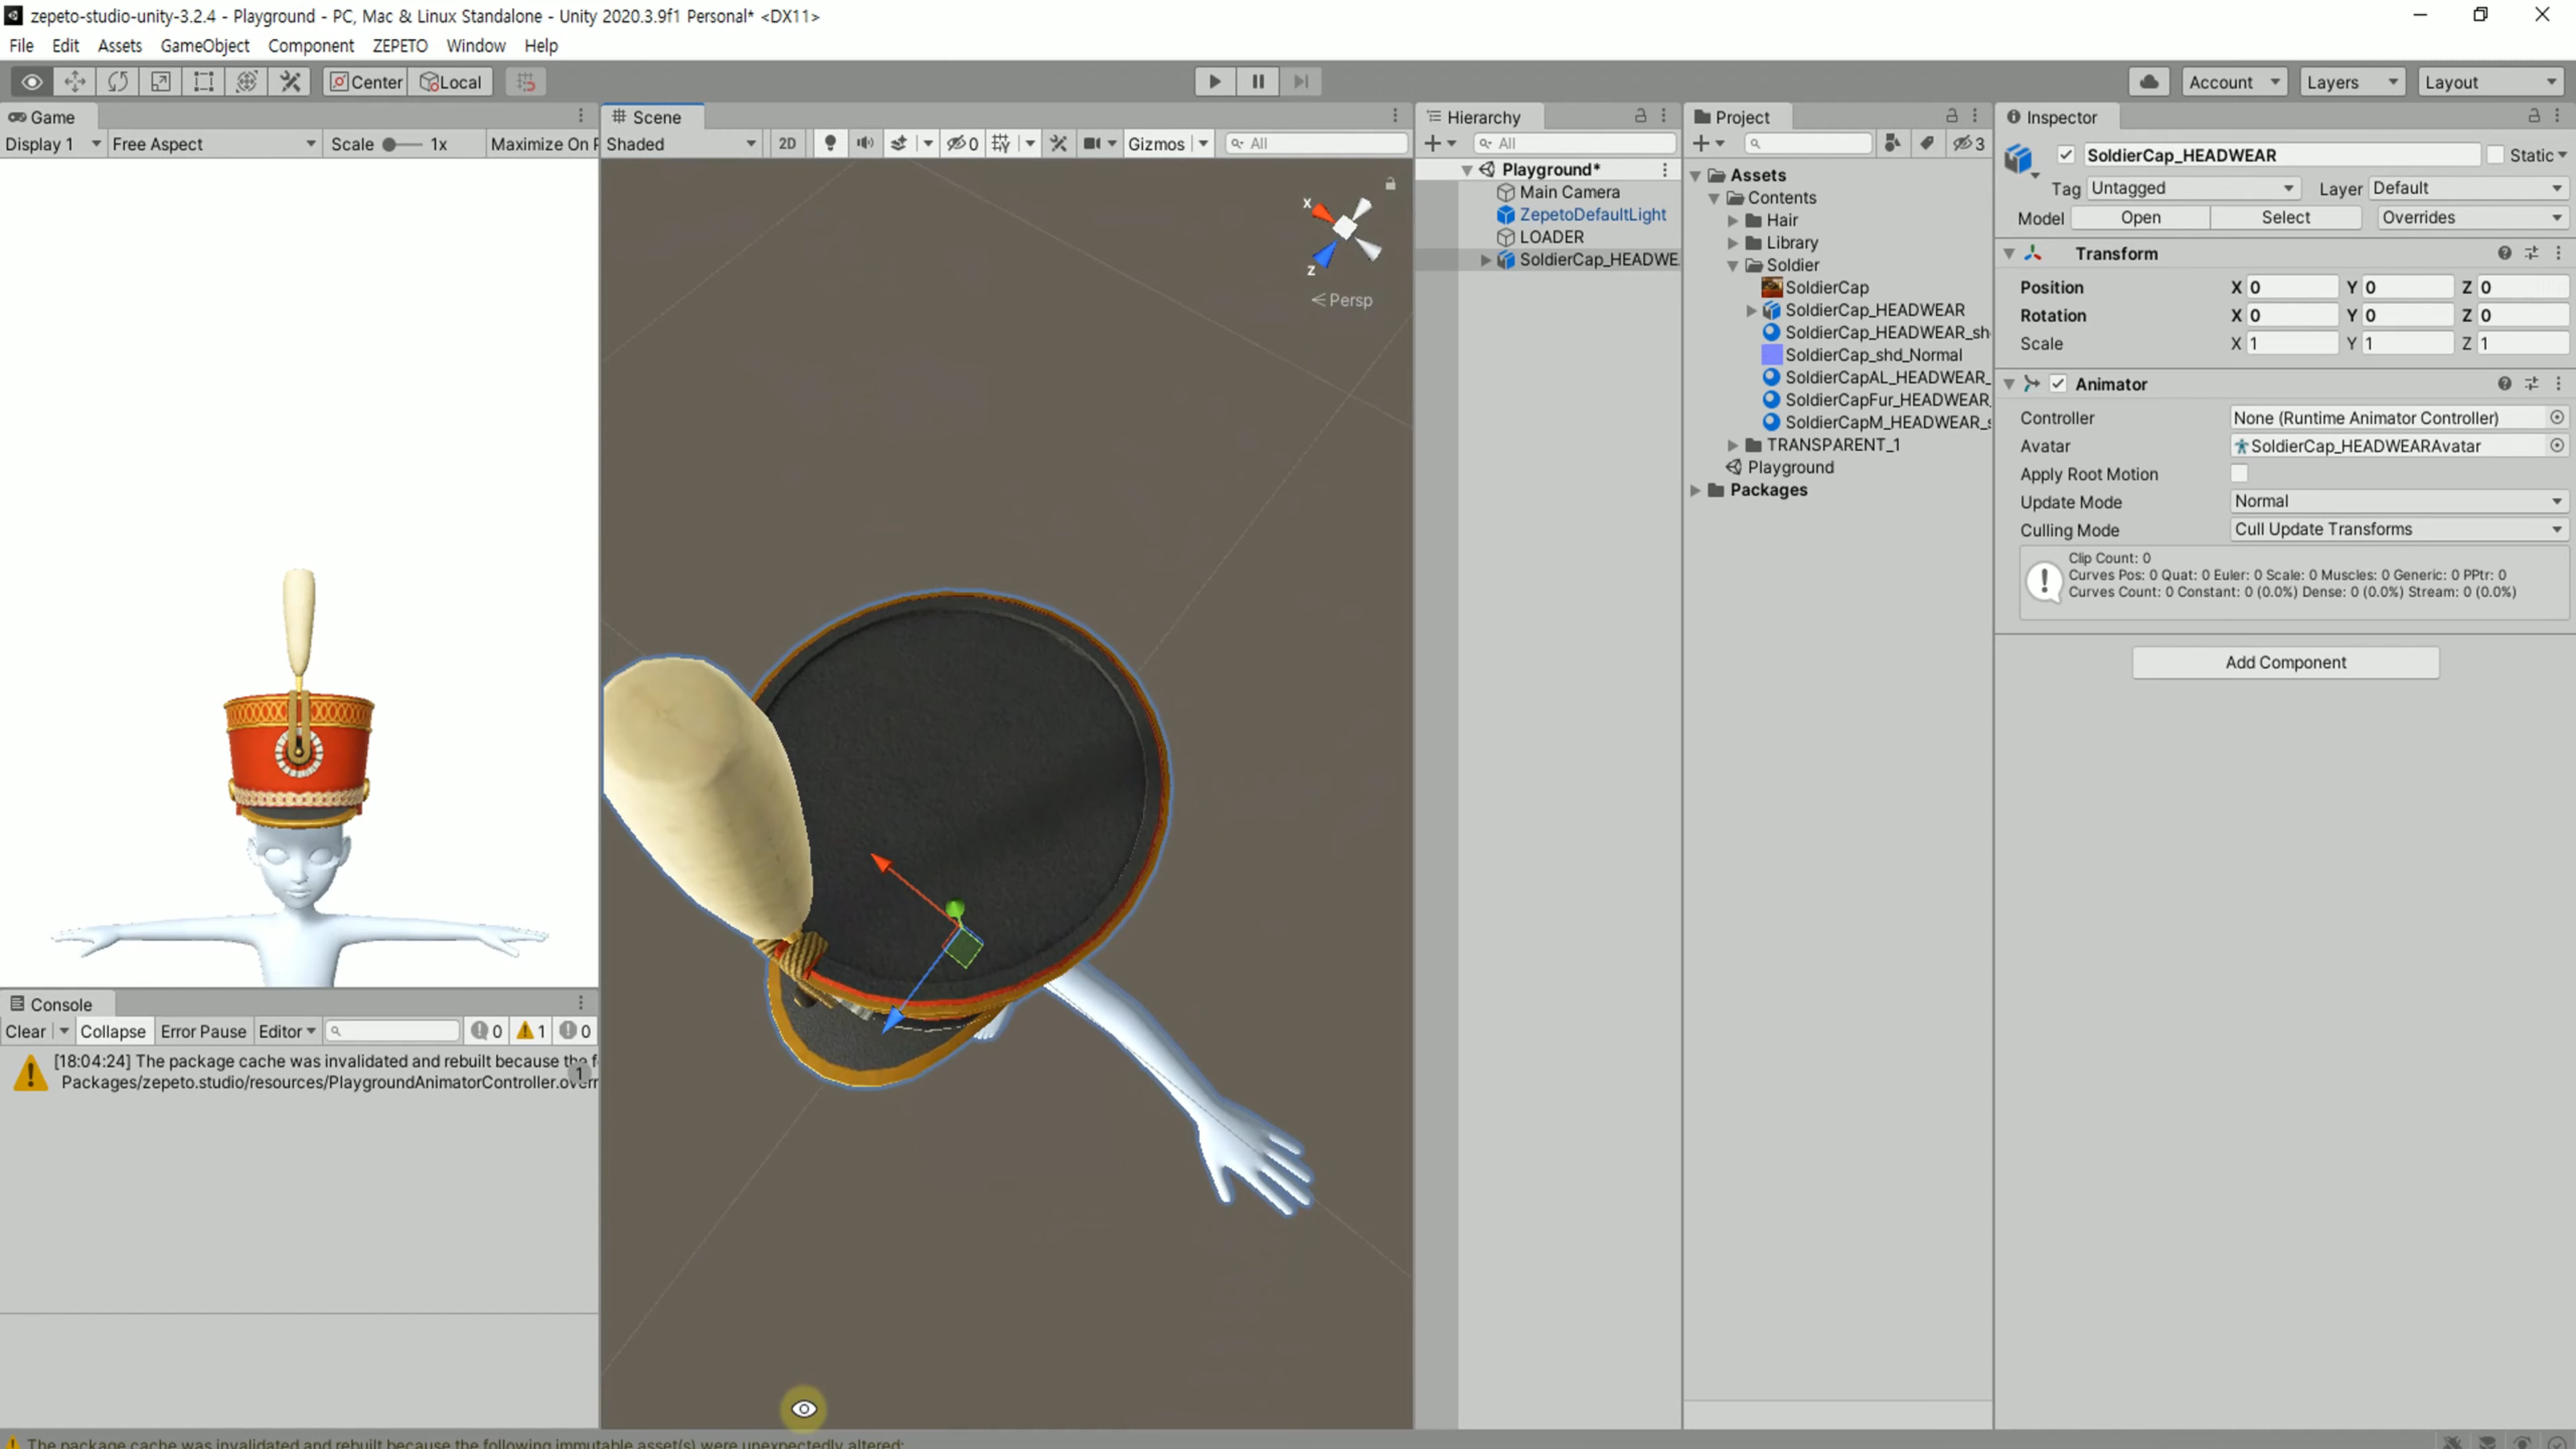 zepeto-studio-unity-3.2.4 - Playground - PC, Mac & Linux Standalone - Unity 2020.3.9f1 Personal* <DX11>
File Edit Assets GameObject Component ZEPETO Window Help
Center Local Account Layers Layout
Game
Display 1 Free Aspect Scale 1x Maximize On P
Scene
Shaded 2D 0 Gizmos All
X
Z
Persp
Hierarchy
All
Playground*
Main Camera
ZepetoDefaultLight
LOADER
SoldierCap_HEADWE
Project
3
Assets
Contents
Hair
Library
Soldier
SoldierCap
SoldierCap_HEADWEAR
SoldierCap_HEADWEAR_sh
SoldierCap_shd_Normal
SoldierCapAL_HEADWEAR_
SoldierCapFur_HEADWEAR_
SoldierCapM_HEADWEAR_s
TRANSPARENT_1
Playground
Packages
Inspector
SoldierCap_HEADWEAR Static
Tag Untagged Layer Default
Model Open Select Overrides
Transform
Position X 0 Y 0 Z 0
Rotation X 0 Y 0 Z 0
Scale X 1 Y 1 Z 1
Animator
Controller None (Runtime Animator Controller)
Avatar SoldierCap_HEADWEARAvatar
Apply Root Motion
Update Mode Normal
Culling Mode Cull Update Transforms
Clip Count: 0
Curves Pos: 0 Quat: 0 Euler: 0 Scale: 0 Muscles: 0 Generic: 0 PPtr: 0
Curves Count: 0 Constant: 0 (0.0%) Dense: 0 (0.0%) Stream: 0 (0.0%)
Add Component
Console
Clear Collapse Error Pause Editor 0 1 0
[18:04:24] The package cache was invalidated and rebuilt because the f
Packages/zepeto.studio/resources/PlaygroundAnimatorController.overr
1
The package cache was invalidated and rebuilt because the following immutable asset(s) were unexpectedly altered: